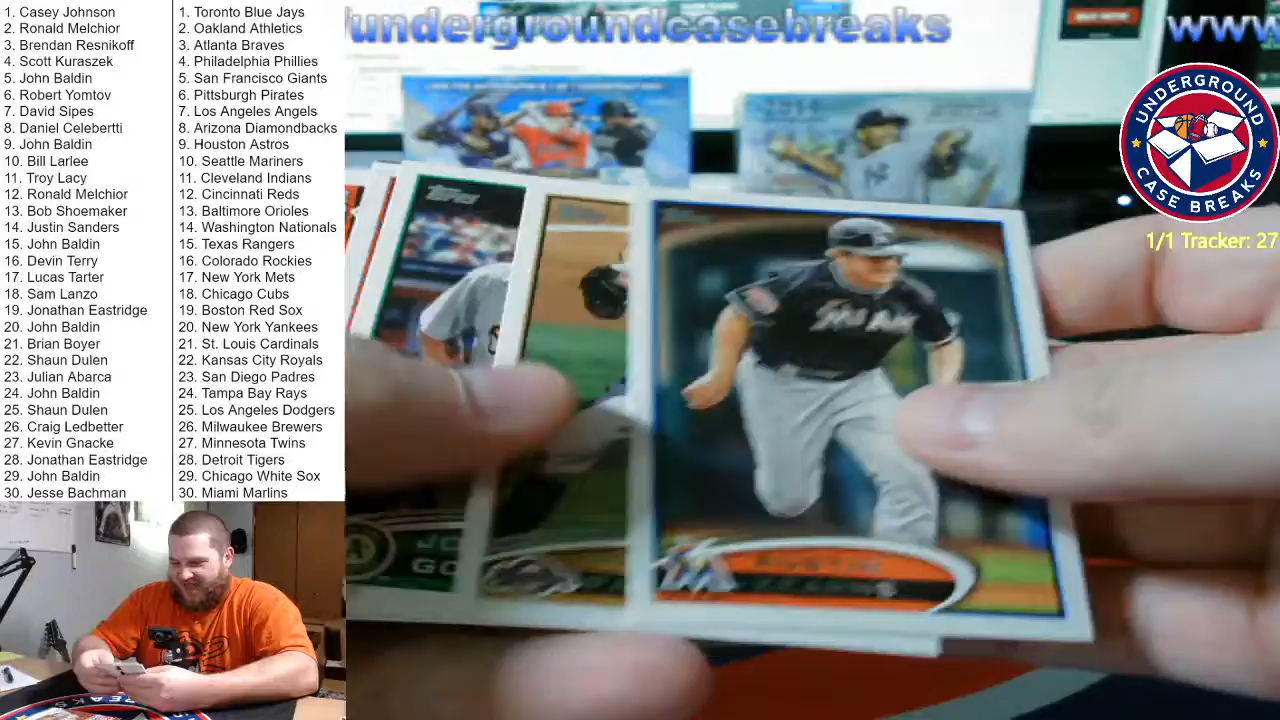 1. Casey Johnson
2. Ronald Melchior
3. Brendan Resnikoff
4. Scott Kuraszek
5. John Baldin
6. Robert Yomtov
7. David Sipes
8. Daniel Celebertti
9. John Baldin
10. Bill Larlee
11. Troy Lacy
12. Ronald Melchior
13. Bob Shoemaker
14. Justin Sanders
15. John Baldin
16. Devin Terry
17. Lucas Tarter
18. Sam Lanzo
19. Jonathan Eastridge
20. John Baldin
21. Brian Boyer
22. Shaun Dulen
23. Julian Abarca
24. John Baldin
25. Shaun Dulen
26. Craig Ledbetter
27. Kevin Gnacke
28. Jonathan Eastridge
29. John Baldin
30. Jesse Bachman
1. Toronto Blue Jays
2. Oakland Athletics
3. Atlanta Braves
4. Philadelphia Phillies
5. San Francisco Giants
6. Pittsburgh Pirates
7. Los Angeles Angels
8. Arizona Diamondbacks
9. Houston Astros
10. Seattle Mariners
11. Cleveland Indians
12. Cincinnati Reds
13. Baltimore Orioles
14. Washington Nationals
15. Texas Rangers
16. Colorado Rockies
17. New York Mets
18. Chicago Cubs
19. Boston Red Sox
20. New York Yankees
21. St. Louis Cardinals
22. Kansas City Royals
23. San Diego Padres
24. Tampa Bay Rays
25. Los Angeles Dodgers
26. Milwaukee Brewers
27. Minnesota Twins
28. Detroit Tigers
29. Chicago White Sox
30. Miami Marlins
/undergroundcasebreaks
www
UNDERGROUND
CASE BREAKS
1/1 Tracker: 27
Topps
JO
GO